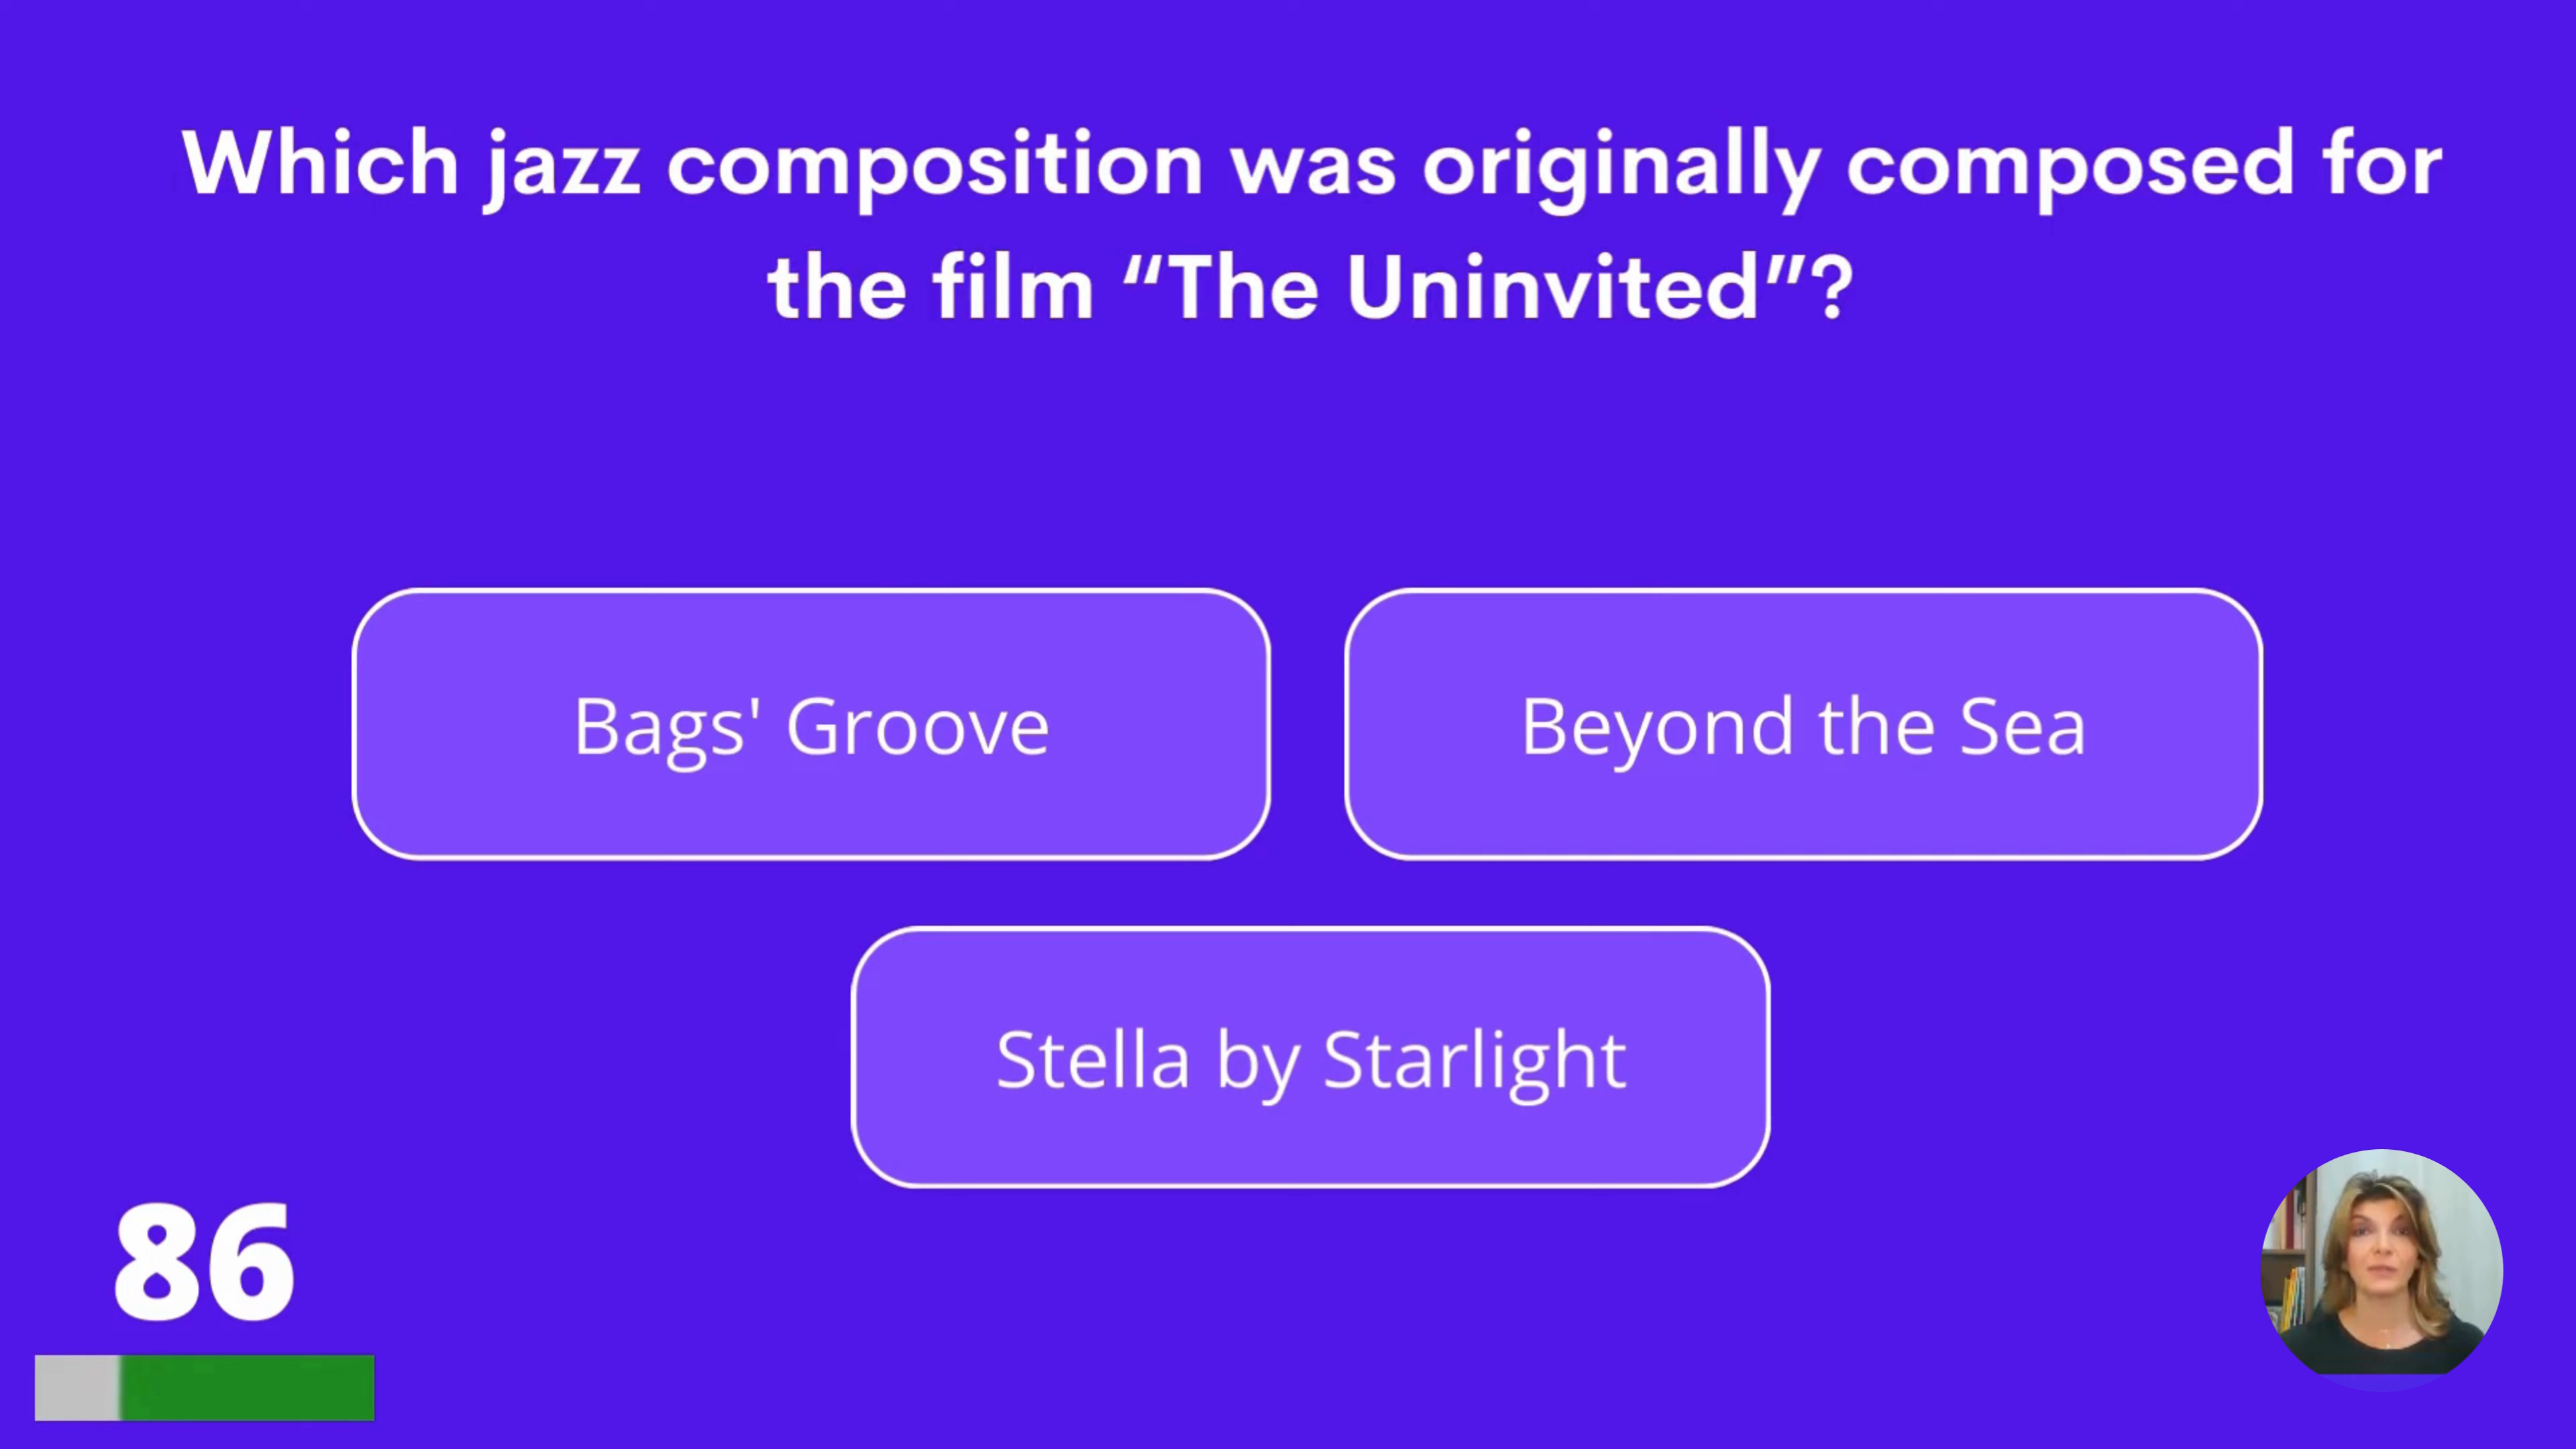 Which jazz composition was originally composed for
the film “The Uninvited”?
Bags' Groove
Beyond the Sea
Stella by Starlight
86